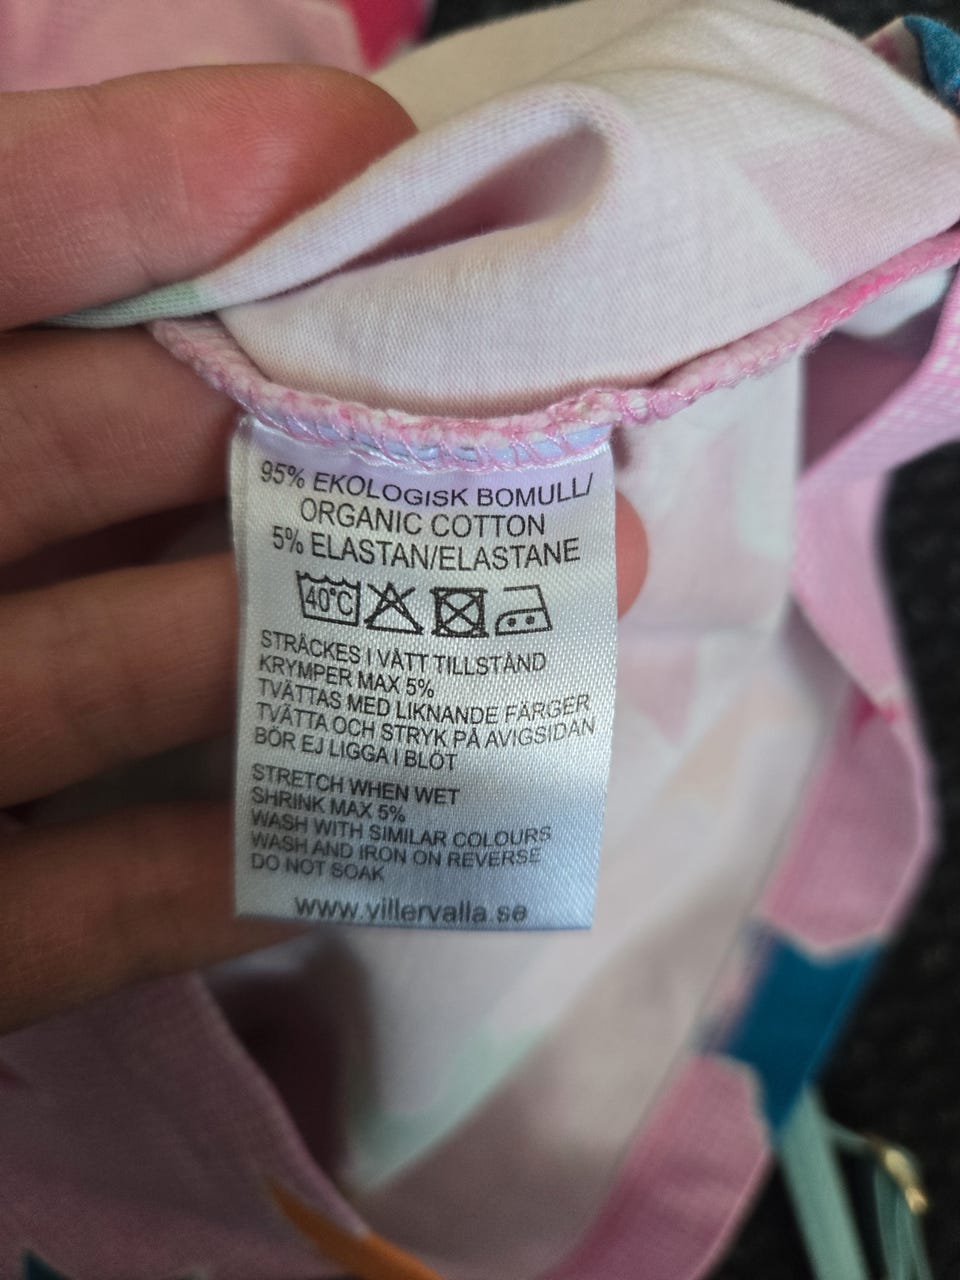 95% EKOLOGISK BOMULL/
ORGANIC COTTON
5% ELASTAN/ELASTANE
40°C
STRÄCKES I VÅTT TILLSTÅND
KRYMPER MAX 5%
TVÄTTAS MED LIKNANDE FÄRGER
TVÄTTA OCH STRYK PÅ AVIGSIDAN
BÖR EJ LIGGA I BLÖT
STRETCH WHEN WET
SHRINK MAX 5%
WASH WITH SIMILAR COLOURS
WASH AND IRON ON REVERSE
DO NOT SOAK
www.villervalla.se